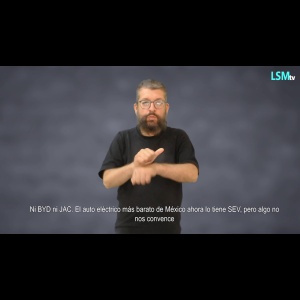 LSMtv
Ni BYD ni JAC. El auto eléctrico más barato de México ahora lo tiene SEV, pero algo no
nos convence